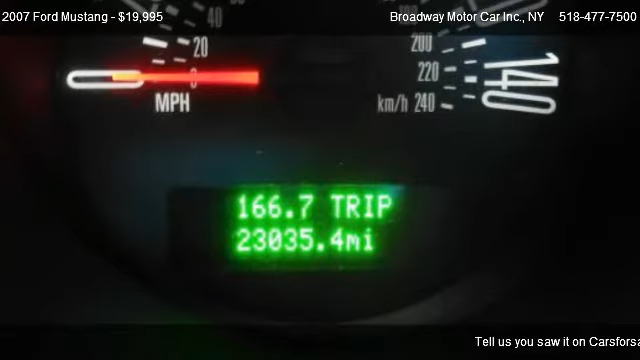 2007 Ford Mustang - $19,995
Broadway Motor Car Inc., NY 518-477-7500
40
20
0
MPH
200
220
km/h 240
140
166.7 TRIP
23035.4mi
Tell us you saw it on Carsforsa